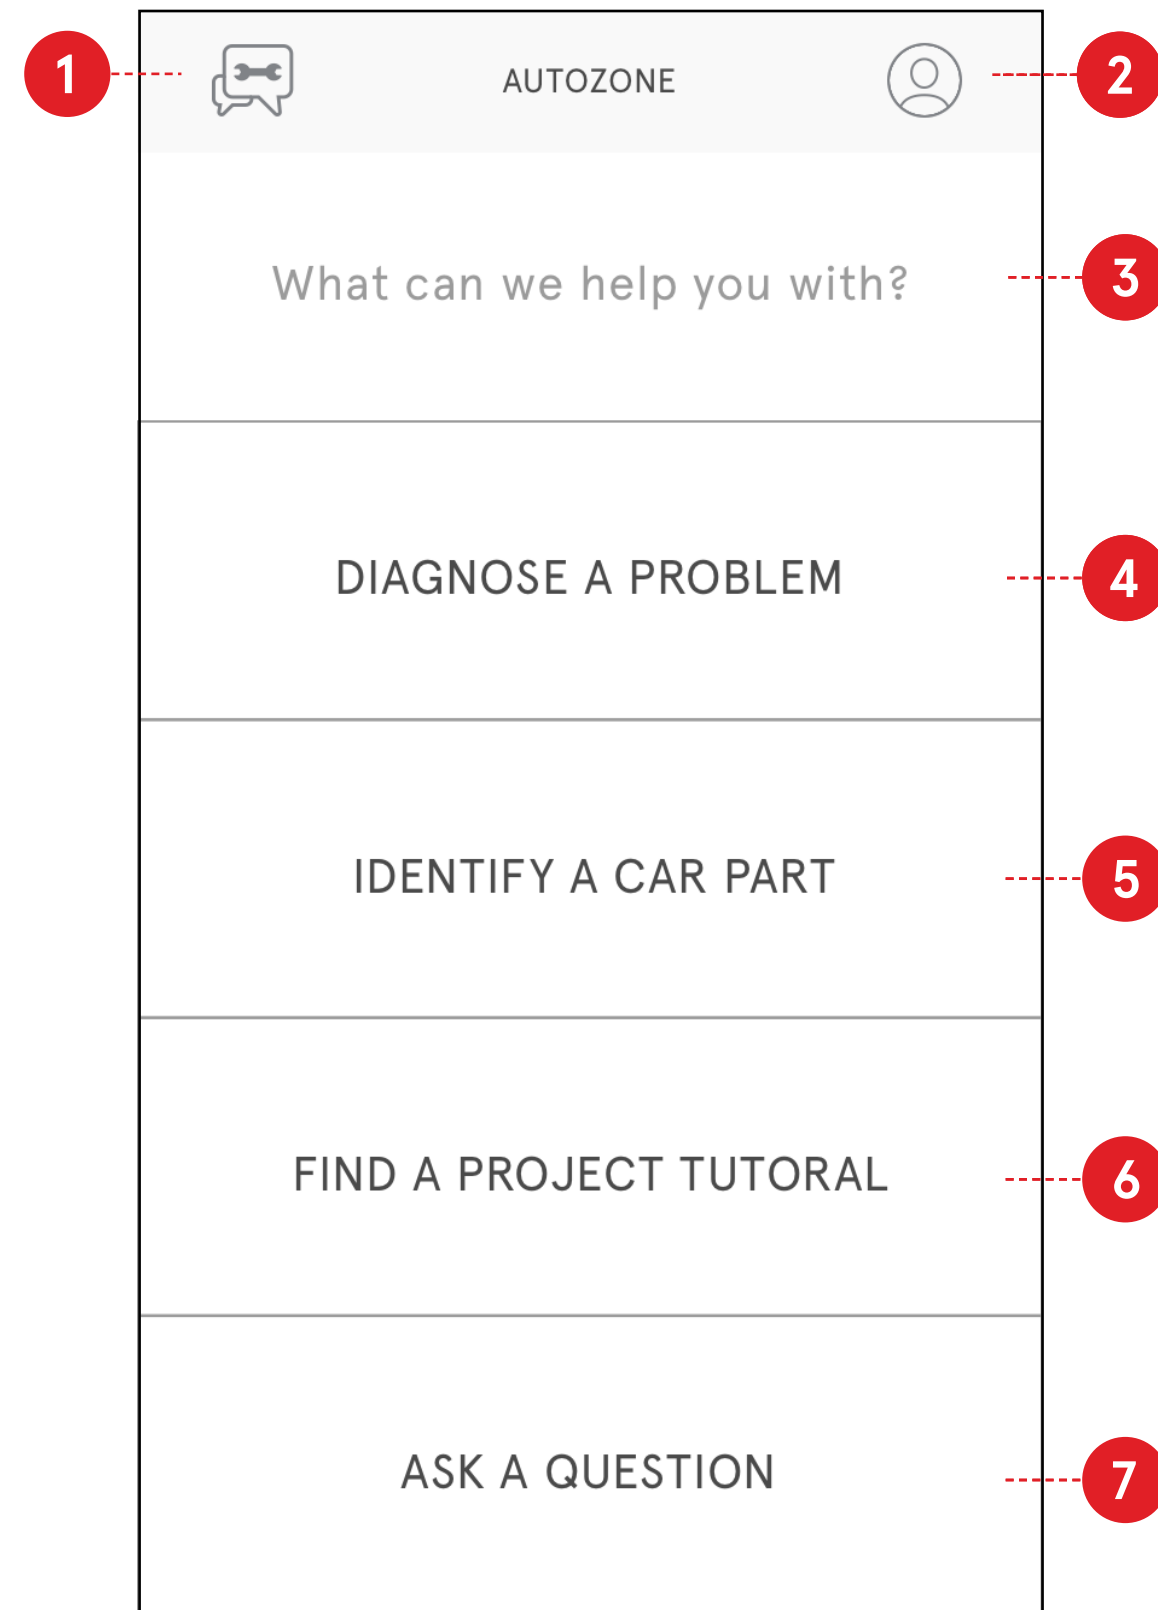 1 AUTOZONE 2
What can we help you with? 3
DIAGNOSE A PROBLEM 4
IDENTIFY A CAR PART 5
FIND A PROJECT TUTORAL 6
ASK A QUESTION 7